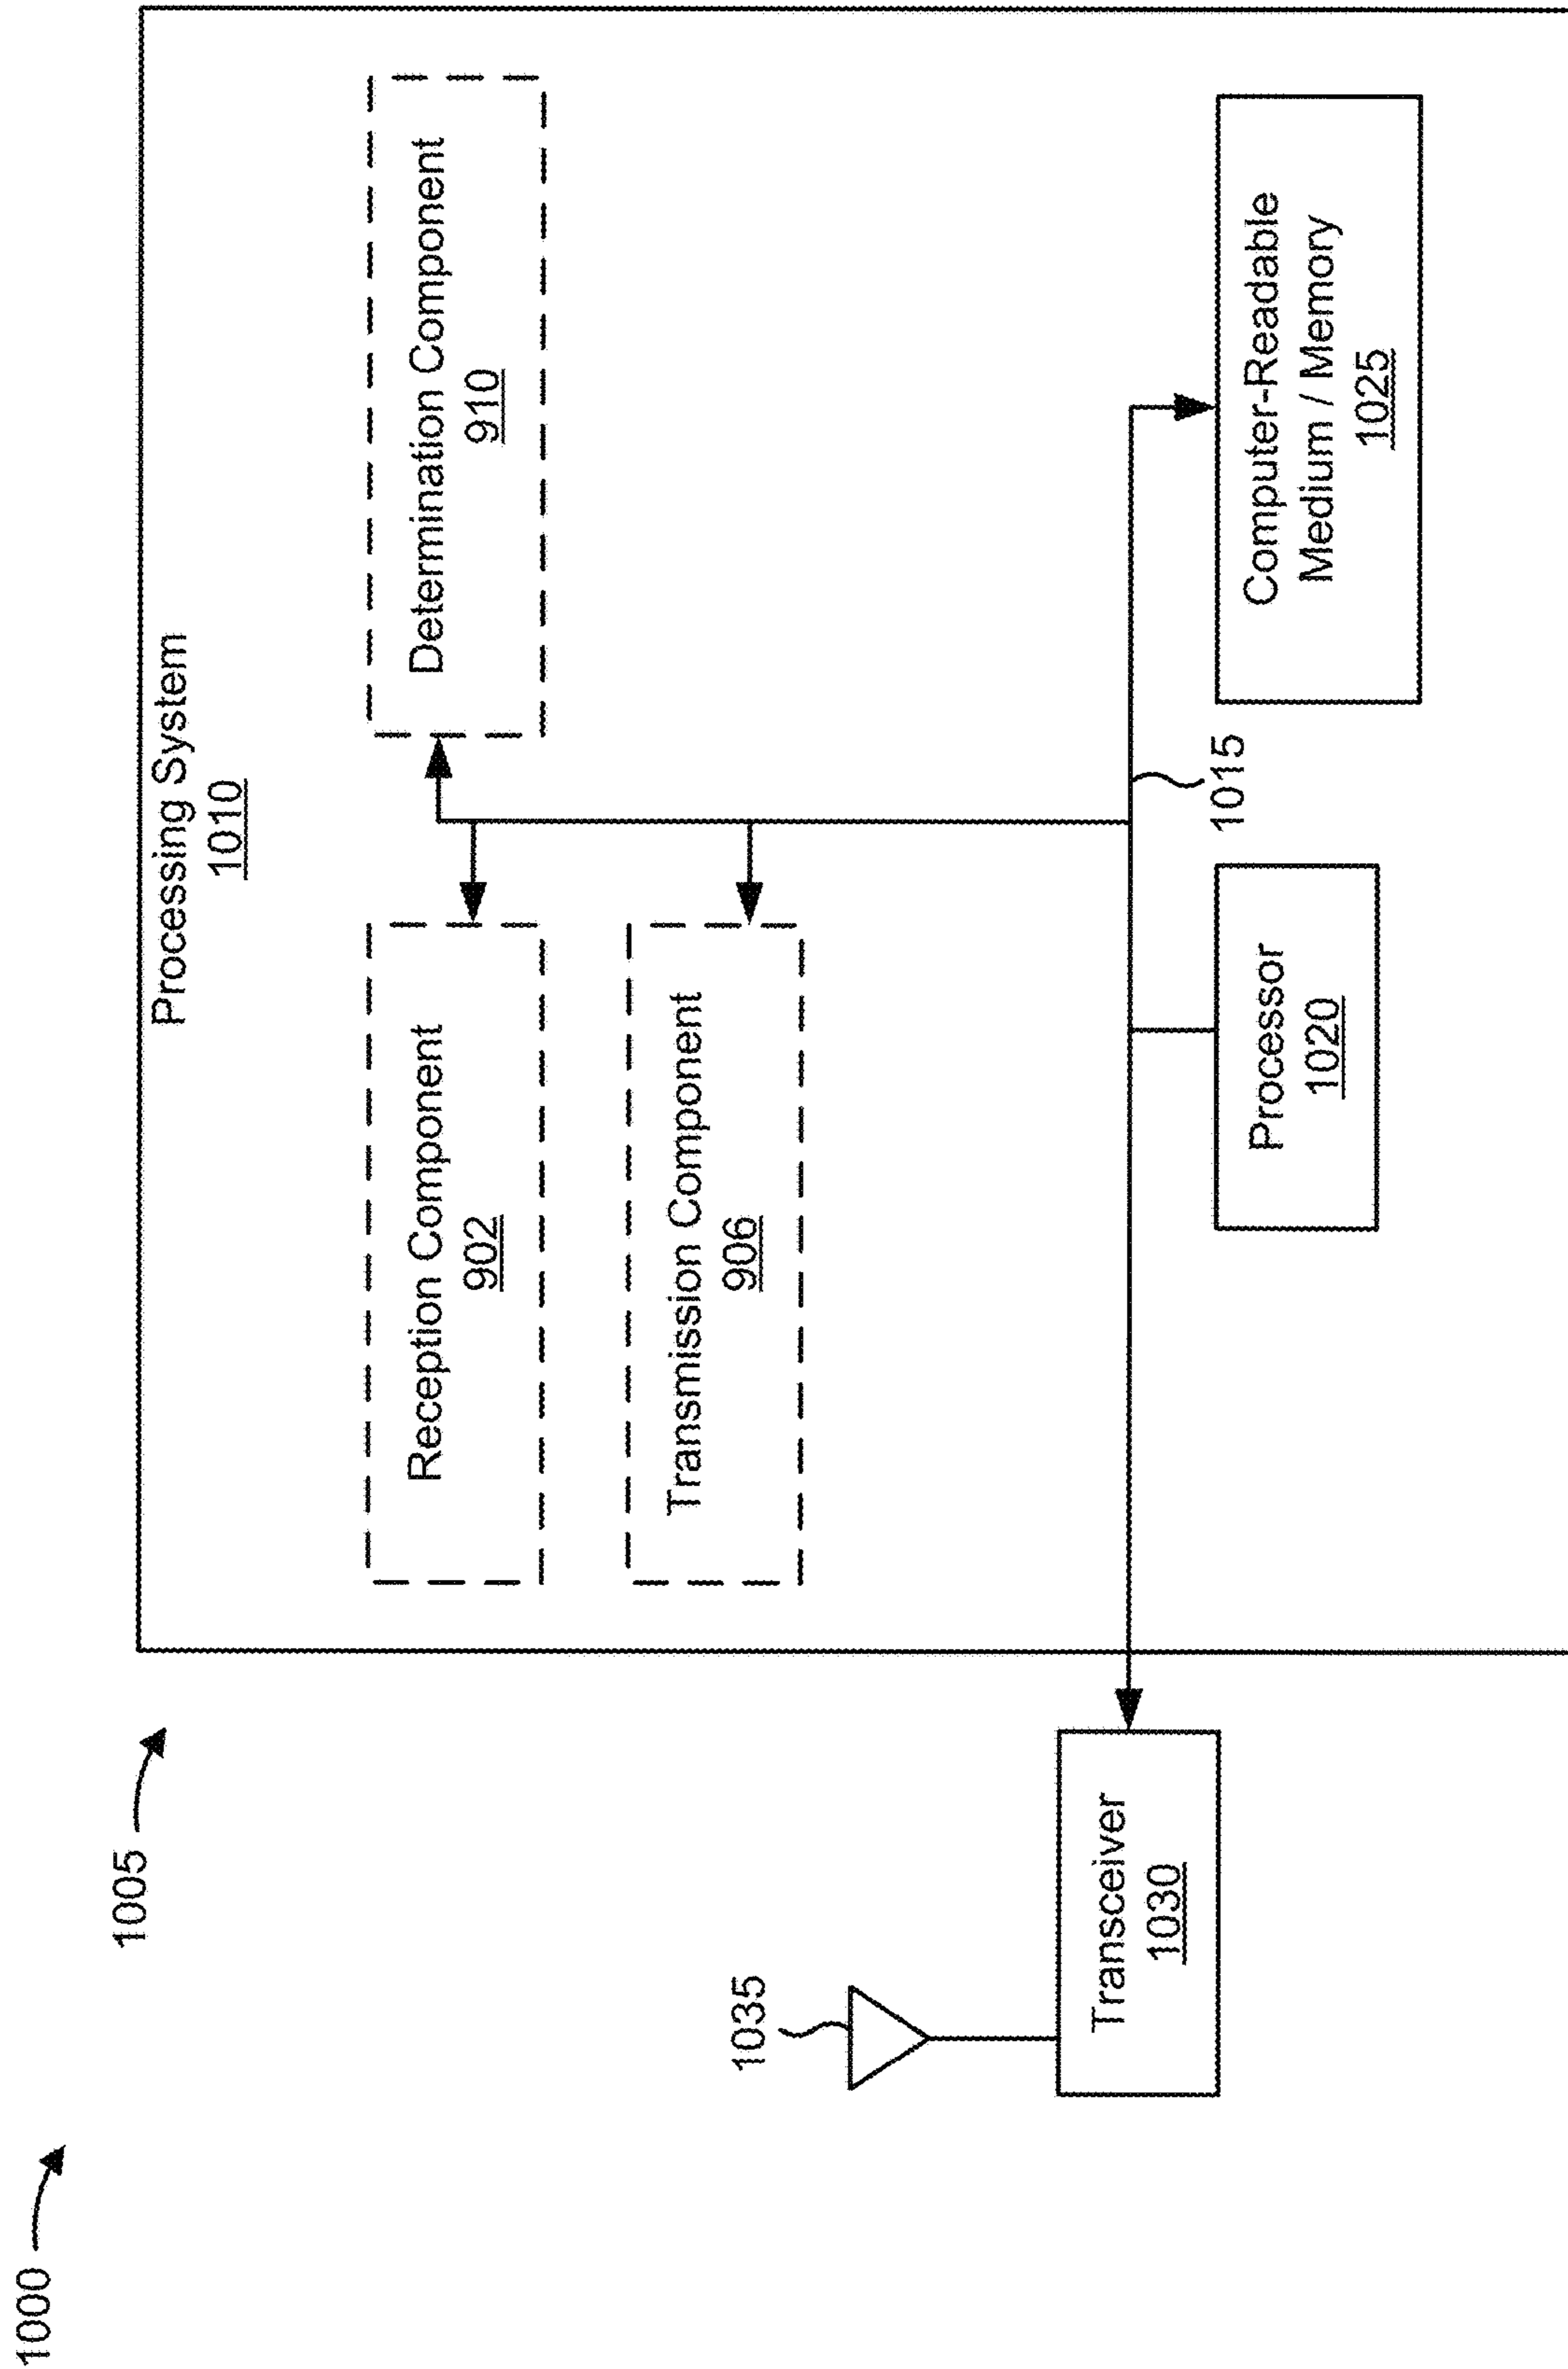 1000
1005
Processing System
1010
Reception Component
902
Determination Component
910
Transmission Component
906
1035
1015
Transceiver
1030
Processor
1020
Computer-Readable
Medium / Memory
1025